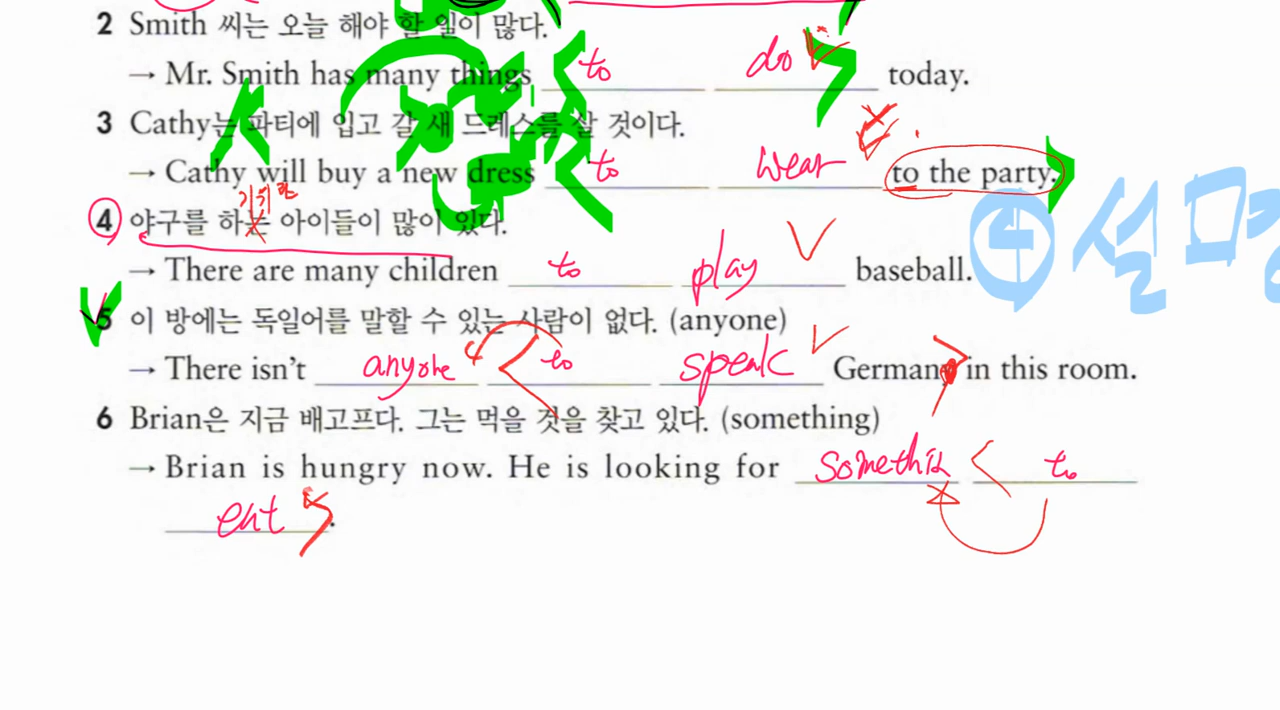 2 Smith 씨는 오늘 해야 할 일이 많다.
→ Mr. Smith has many things to do today.
3 Cathy는 파티에 입고 갈 새 드레스를 살 것이다.
→ Cathy will buy a new dress to wear to the party.
기위한
4 야구를 하는 아이들이 많이 있다.
→ There are many children to play baseball.
④ 설명
5 이 방에는 독일어를 말할 수 있는 사람이 없다. (anyone)
→ There isn't anyone to speak German in this room.
6 Brian은 지금 배고프다. 그는 먹을 것을 찾고 있다. (something)
→ Brian is hungry now. He is looking for to
eat.